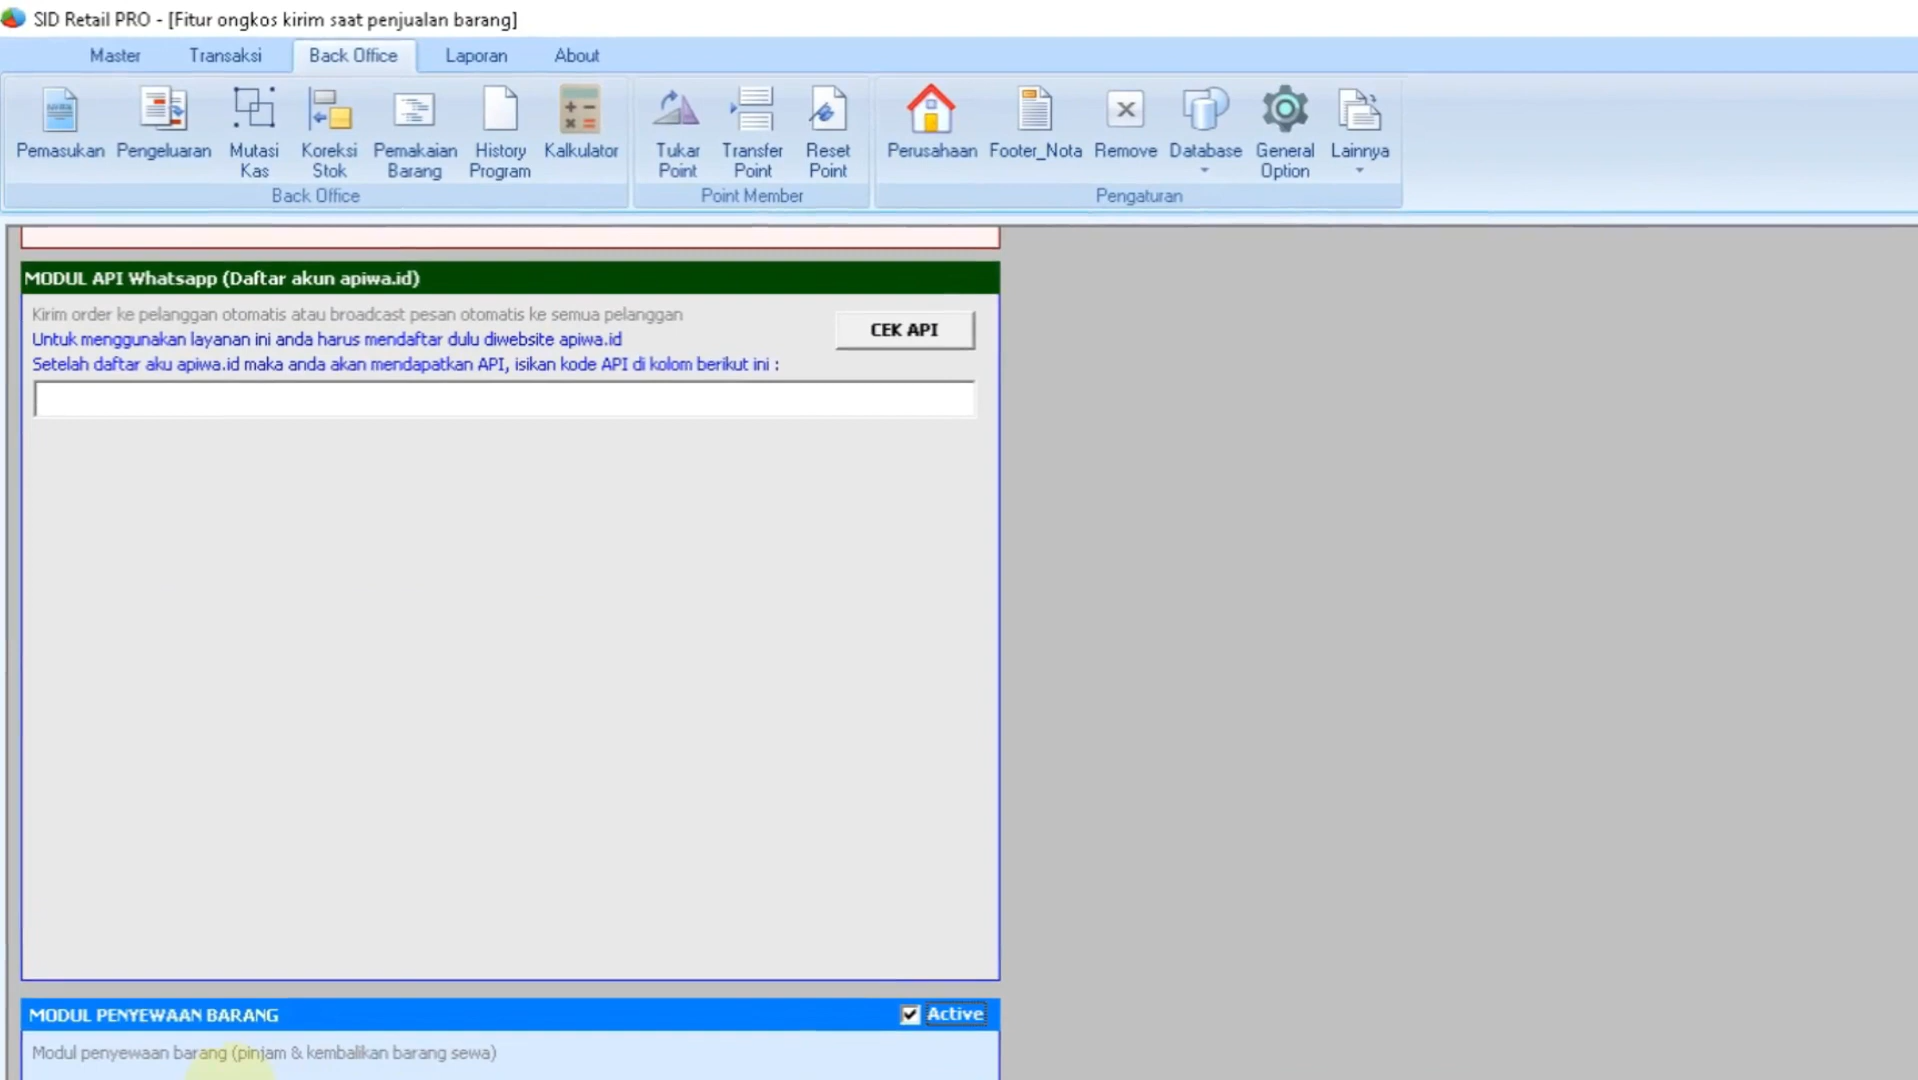 SID Retail PRO - [Fitur ongkos kirim saat penjualan barang]
Master Transaksi Back Office Laporan About
Pemasukan Pengeluaran Mutasi Kas Koreksi Stok Pemakaian Barang History Program Kalkulator Tukar Point Transfer Point Reset Point Perusahaan Footer_Nota Remove Database General Option Lainnya
Back Office Point Member Pengaturan
MODUL API Whatsapp (Daftar akun apiwa.id)
Kirim order ke pelanggan otomatis atau broadcast pesan otomatis ke semua pelanggan
CEK API
Untuk menggunakan layanan ini anda harus mendaftar dulu diwebsite apiwa.id
Setelah daftar aku apiwa.id maka anda akan mendapatkan API, isikan kode API di kolom berikut ini :
MODUL PENYEWAAN BARANG Active
Modul penyewaan barang (pinjam & kembalikan barang sewa)